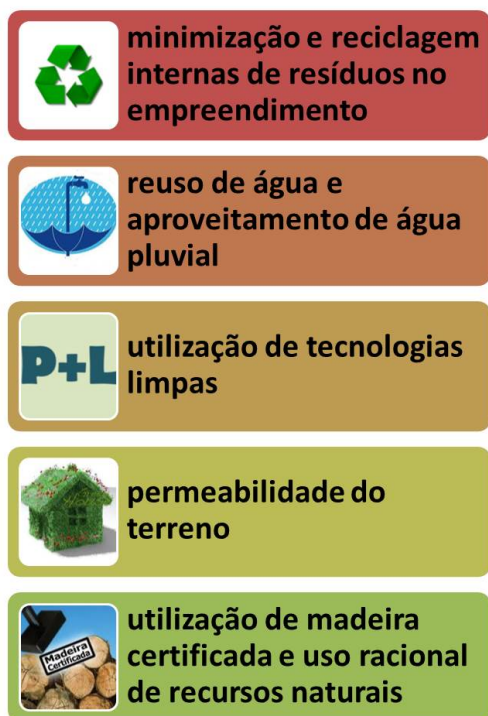 minimização e reciclagem
internas de resíduos no
empreendimento
reuso de água e
aproveitamento de água
pluvial
P+L
utilização de tecnologias
limpas
permeabilidade do
terreno
Madeira
Certificada
utilização de madeira
certificada e uso racional
de recursos naturais